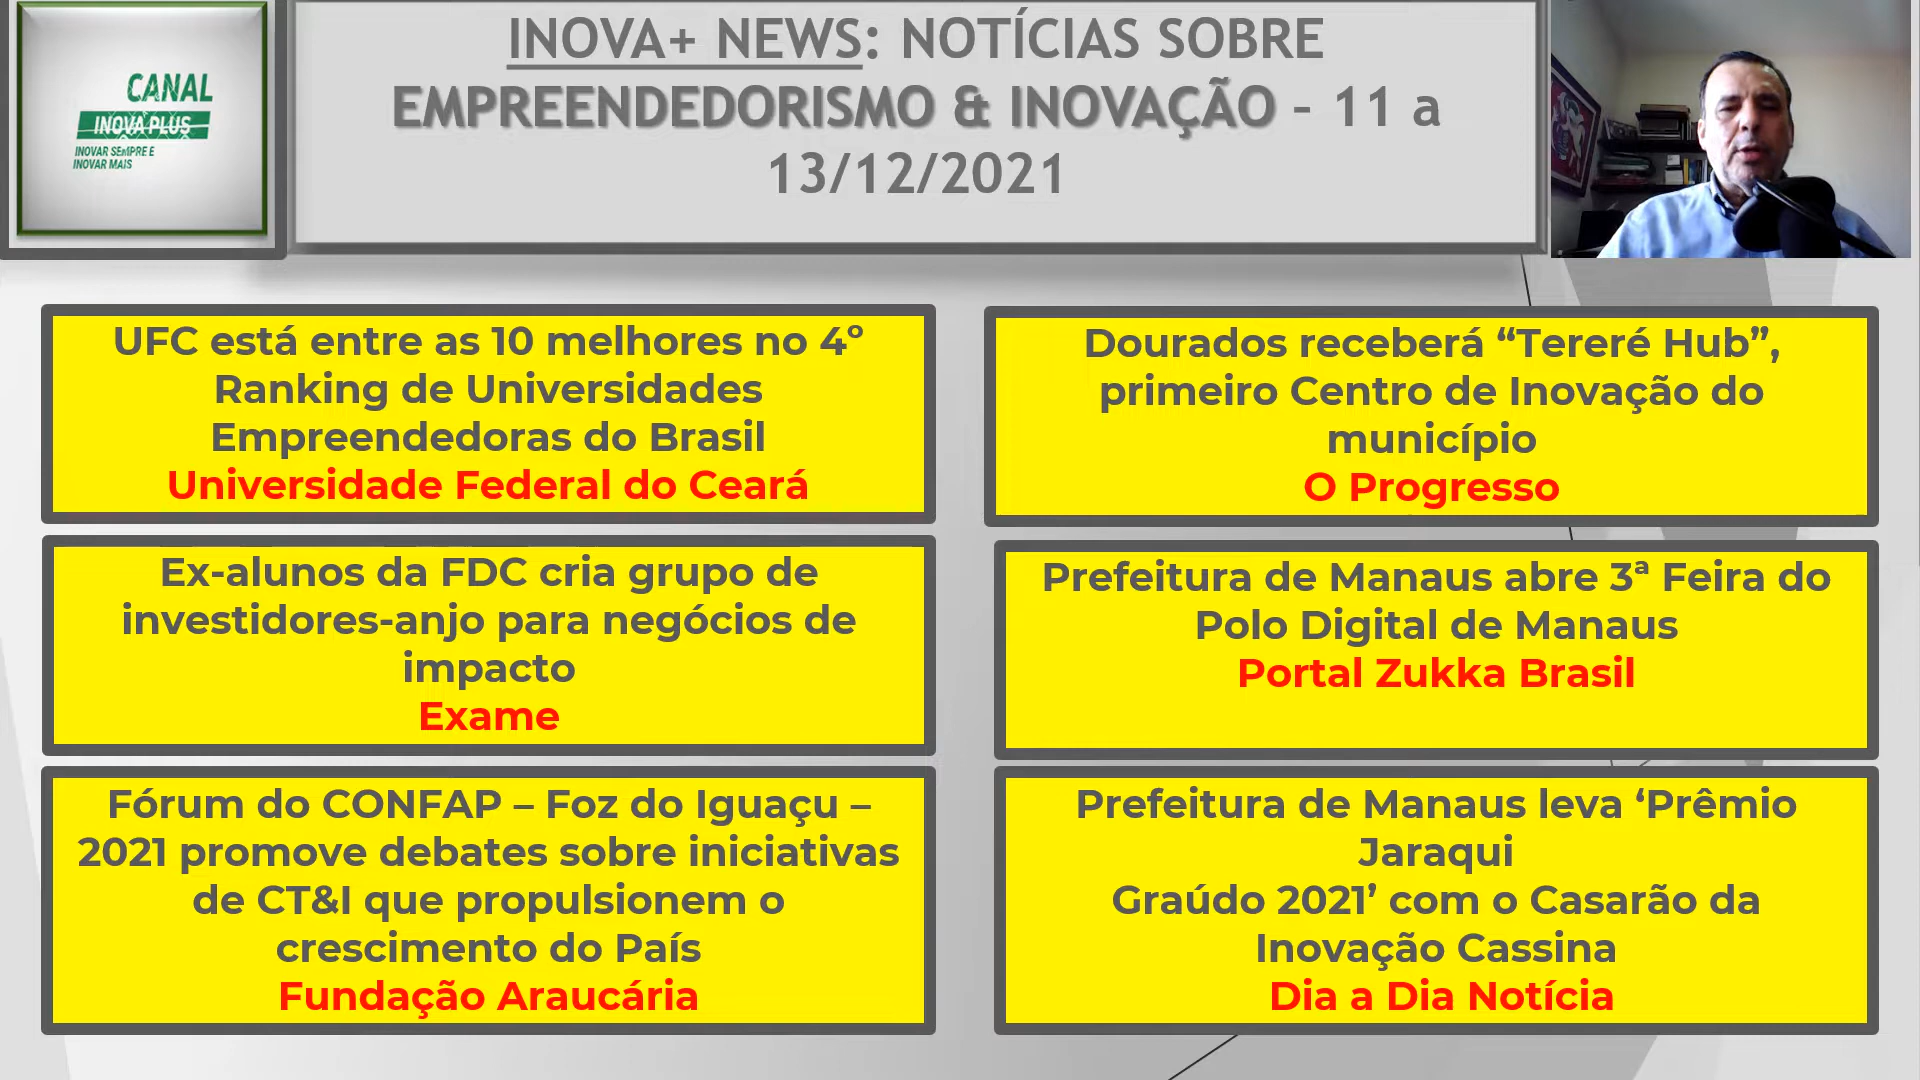 CANAL
INOVA PLUS
INOVAR SEMPRE E
INOVAR MAIS
INOVA+ NEWS: NOTÍCIAS SOBRE
EMPREENDEDORISMO & INOVAÇÃO – 11 a
13/12/2021
UFC está entre as 10 melhores no 4º
Ranking de Universidades
Empreendedoras do Brasil
Universidade Federal do Ceará
Dourados receberá “Tereré Hub”,
primeiro Centro de Inovação do
município
O Progresso
Ex-alunos da FDC cria grupo de
investidores-anjo para negócios de
impacto
Exame
Prefeitura de Manaus abre 3ª Feira do
Polo Digital de Manaus
Portal Zukka Brasil
Fórum do CONFAP – Foz do Iguaçu –
2021 promove debates sobre iniciativas
de CT&I que propulsionem o
crescimento do País
Fundação Araucária
Prefeitura de Manaus leva ‘Prêmio
Jaraqui
Graúdo 2021’ com o Casarão da
Inovação Cassina
Dia a Dia Notícia